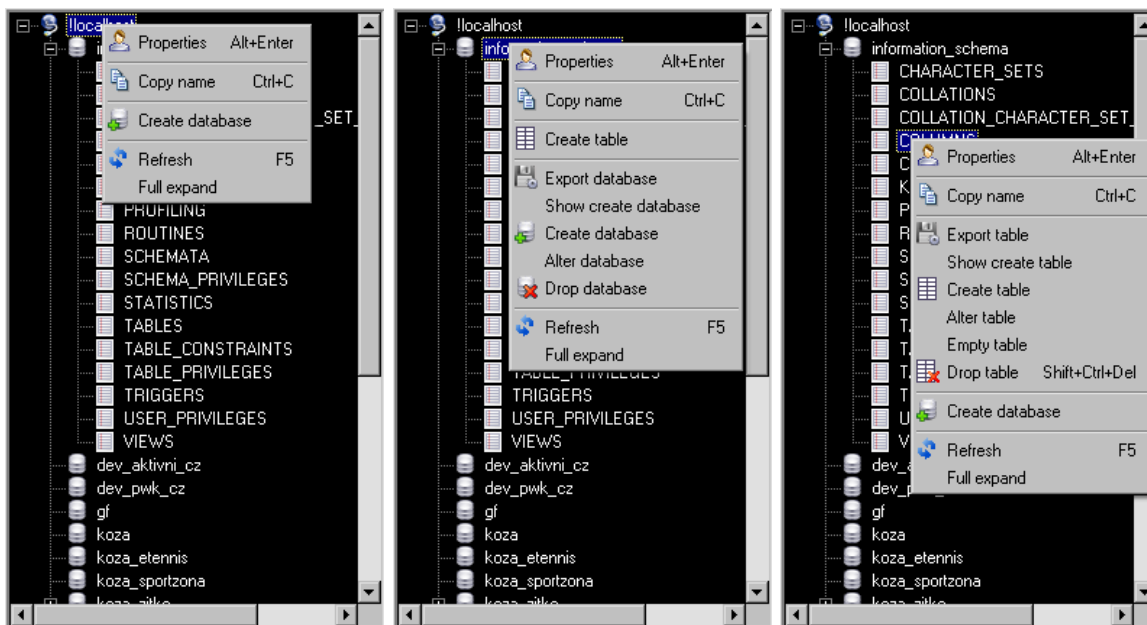 !localhost
Properties Alt+Enter
Copy name Ctrl+C
Create database
_SET_
Refresh F5
Full expand
PROFILING
ROUTINES
SCHEMATA
SCHEMA_PRIVILEGES
STATISTICS
TABLES
TABLE_CONSTRAINTS
TABLE_PRIVILEGES
TRIGGERS
USER_PRIVILEGES
VIEWS
dev_aktivni_cz
dev_pwk_cz
gf
koza
koza_etennis
koza_sportzona
koza_zitko
!localhost
Properties Alt+Enter
Copy name Ctrl+C
Create table
Export database
Show create database
Create database
Alter database
Drop database
Refresh F5
Full expand
TABLE_PRIVILEGES
TRIGGERS
USER_PRIVILEGES
VIEWS
dev_aktivni_cz
dev_pwk_cz
gf
koza
koza_etennis
koza_sportzona
koza_zitko
!localhost
information_schema
CHARACTER_SETS
COLLATIONS
COLLATION_CHARACTER_SET_
COLUMNS
Properties Alt+Enter
Copy name Ctrl+C
Export table
Show create table
Create table
Alter table
Empty table
Drop table Shift+Ctrl+Del
Create database
Refresh F5
Full expand
gf
koza
koza_etennis
koza_sportzona
koza_zitko